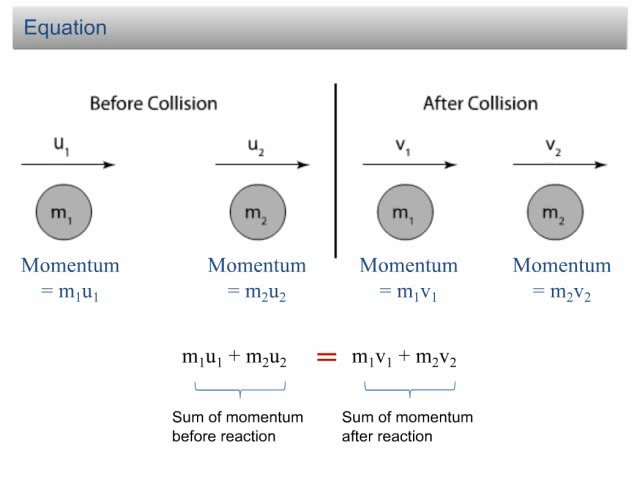 Equation
Before Collision
After Collision
u₁
u₂
v₁
v₂
m₁
m₂
m₁
m₂
Momentum
= m₁u₁
Momentum
= m₂u₂
Momentum
= m₁v₁
Momentum
= m₂v₂
m₁u₁ + m₂u₂ = m₁v₁ + m₂v₂
Sum of momentum
before reaction
Sum of momentum
after reaction